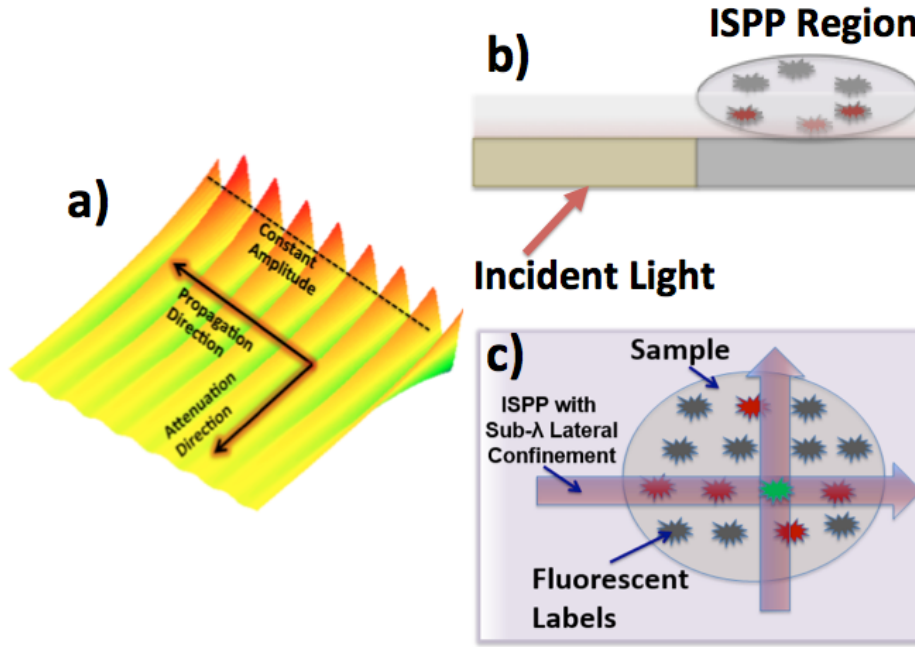 a)
Constant
Amplitude
Propagation
Direction
Attenuation
Direction
b)
ISPP Region
Incident Light
c)
Sample
ISPP with
Sub-λ Lateral
Confinement
Fluorescent
Labels